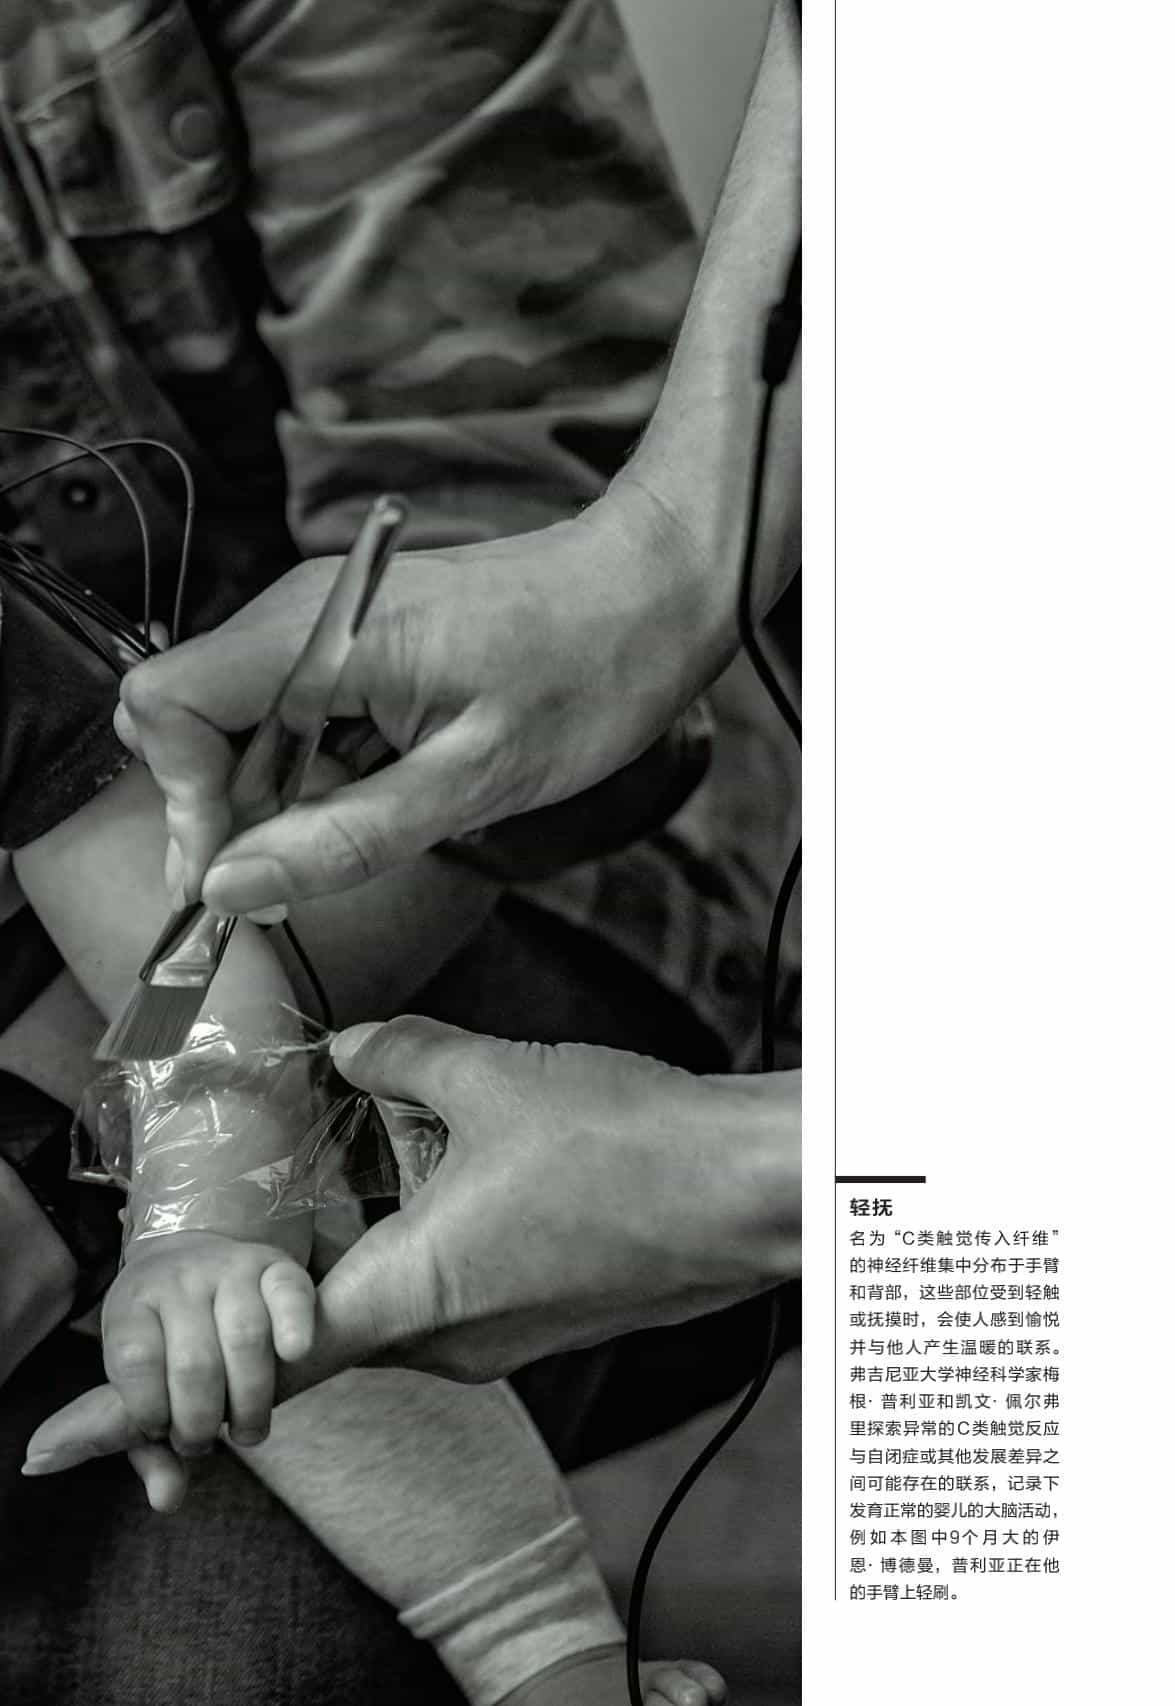 轻抚
名为“C类触觉传入纤维”
的神经纤维集中分布于手臂
和背部，这些部位受到轻触
或抚摸时，会使人感到愉悦
并与他人产生温暖的联系。
弗吉尼亚大学神经科学家梅
根·普利亚和凯文·佩尔弗
里探索异常的C类触觉反应
与自闭症或其他发展差异之
间可能存在的联系，记录下
发育正常的婴儿的大脑活动，
例如本图中9个月大的伊
恩·博德曼，普利亚正在他
的手臂上轻刷。